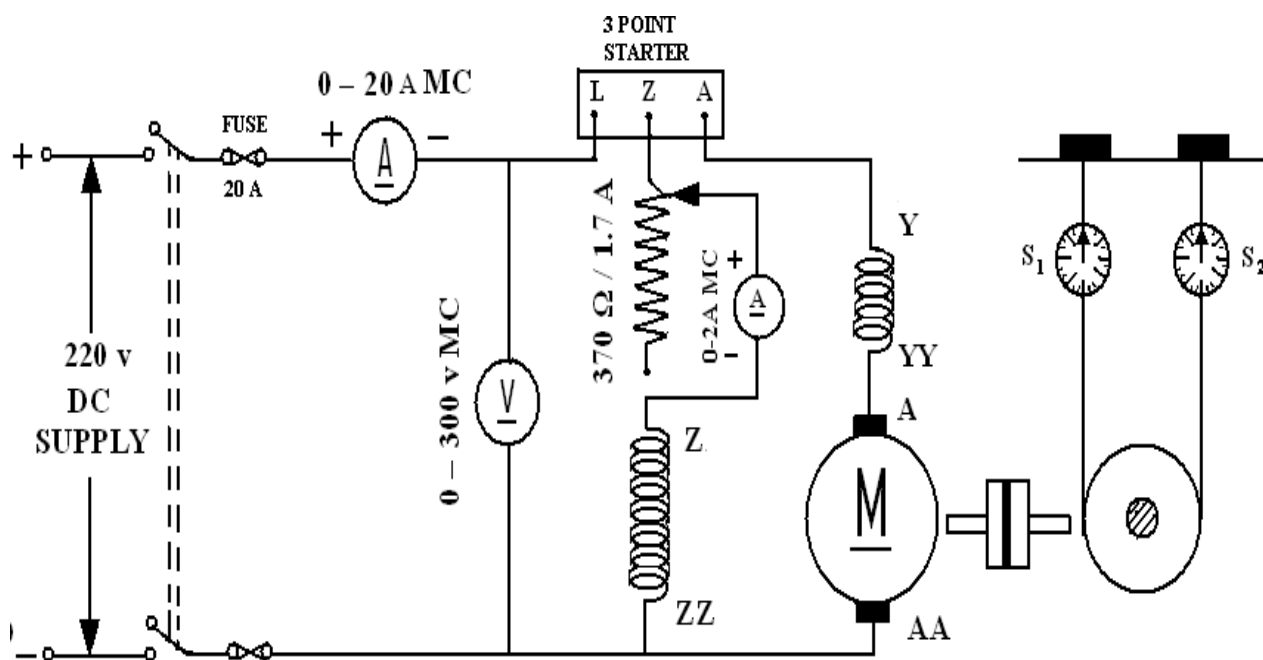 3 POINT
STARTER
L Z A
0 – 20 A MC
+ –
A
FUSE
20 A
+
220 v
DC
SUPPLY
–
0 – 300 v MC
V
370 Ω / 1.7 A
+
0-2A MC
A
–
Z
ZZ
Y
YY
A
M
AA
S1
S2